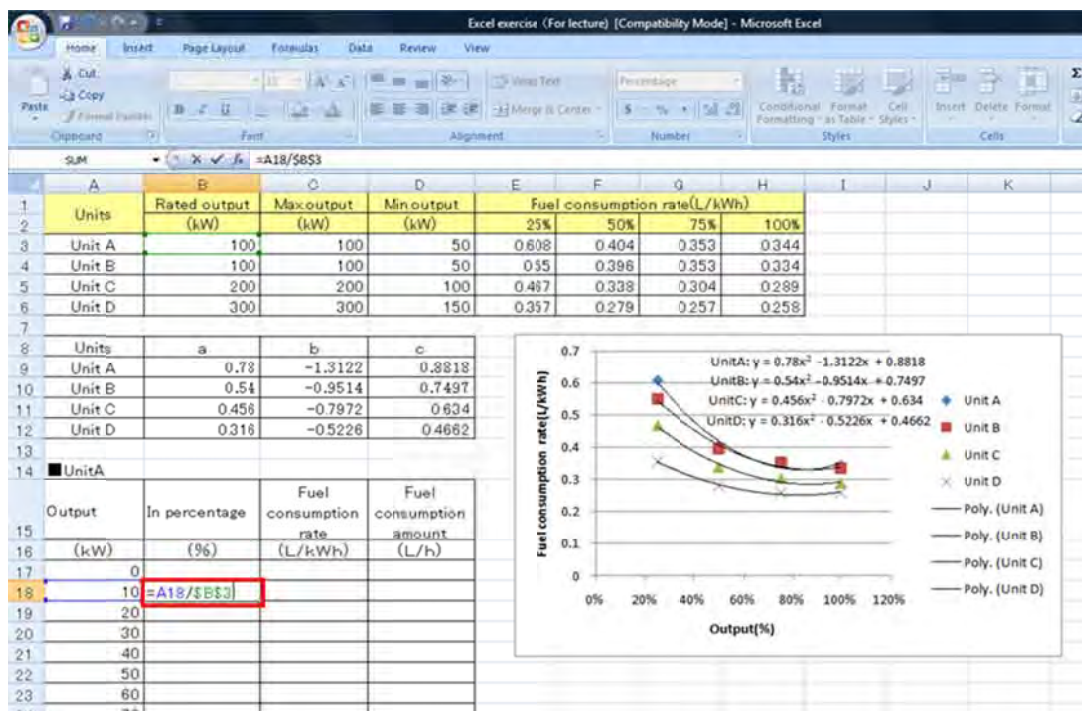 Excel exercise (For lecture) [Compatibility Mode] - Microsoft Excel
Home Insert Page Layout Formulas Data Review View
Cut
Copy
Paste
Format Painter
Wrap Text
Merge & Center
Percentage
Conditional Formatting
Format as Table
Cell Styles
Insert Delete Format
Clipboard Font Alignment Number Styles Cells
SUM =A18/$B$3
A B C D E F G H I J K
1 Units Rated output Max.output Min.output Fuel consumption rate(L/kWh)
2 (kW) (kW) (kW) 25% 50% 75% 100%
3 Unit A 100 100 50 0.608 0.404 0.353 0.344
4 Unit B 100 100 50 0.55 0.396 0.353 0.334
5 Unit C 200 200 100 0.467 0.338 0.304 0.289
6 Unit D 300 300 150 0.357 0.279 0.257 0.258
7
8 Units a b c
9 Unit A 0.78 -1.3122 0.8818
10 Unit B 0.54 -0.9514 0.7497
11 Unit C 0.456 -0.7972 0.634
12 Unit D 0.316 -0.5226 0.4662
13
14 ■UnitA
15 Output In percentage Fuel consumption rate Fuel consumption amount
16 (kW) (%) (L/kWh) (L/h)
17 0
18 10 =A18/$B$3
19 20
20 30
21 40
22 50
23 60
Fuel consumption rate(L/kWh)
0.7
0.6
0.5
0.4
0.3
0.2
0.1
0
0% 20% 40% 60% 80% 100% 120%
Output(%)
UnitA: y = 0.78x² -1.3122x + 0.8818
UnitB: y = 0.54x² -0.9514x + 0.7497
UnitC: y = 0.456x² - 0.7972x + 0.634
UnitD: y = 0.316x² - 0.5226x + 0.4662
Unit A
Unit B
Unit C
Unit D
Poly. (Unit A)
Poly. (Unit B)
Poly. (Unit C)
Poly. (Unit D)